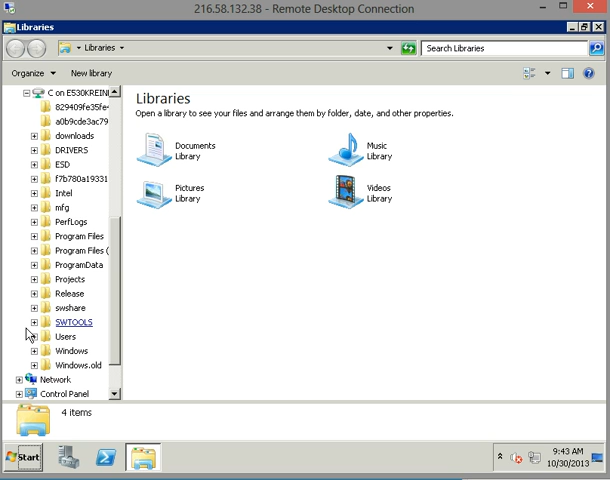 216.58.132.38 - Remote Desktop Connection
Libraries
Libraries
Search Libraries
Organize
New library
C on E530KREIN
829409fe35fe
a0b9cde3ac79
downloads
DRIVERS
ESD
f7b780a19331
Intel
mfg
PerfLogs
Program Files
Program Files (
ProgramData
Projects
Release
swshare
SWTOOLS
Users
Windows
Windows.old
Network
Control Panel
Libraries
Open a library to see your files and arrange them by folder, date, and other properties.
Documents
Library
Music
Library
Pictures
Library
Videos
Library
4 items
Start
9:43 AM
10/30/2013